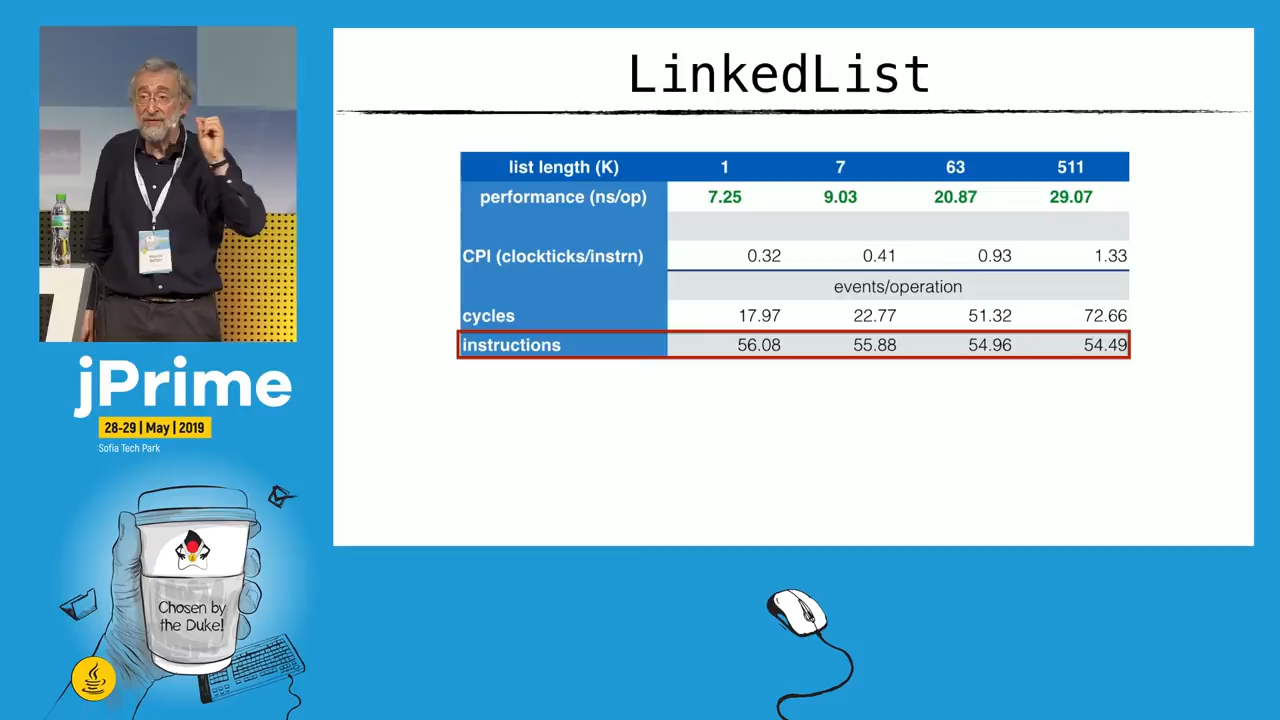 LinkedList
list length (K) 1 7 63 511
performance (ns/op) 7.25 9.03 20.87 29.07
CPI (clockticks/instrn) 0.32 0.41 0.93 1.33
events/operation
cycles 17.97 22.77 51.32 72.66
instructions 56.08 55.88 54.96 54.49
jPrime
28-29 | May | 2019
Sofia Tech Park
Chosen by
the Duke!